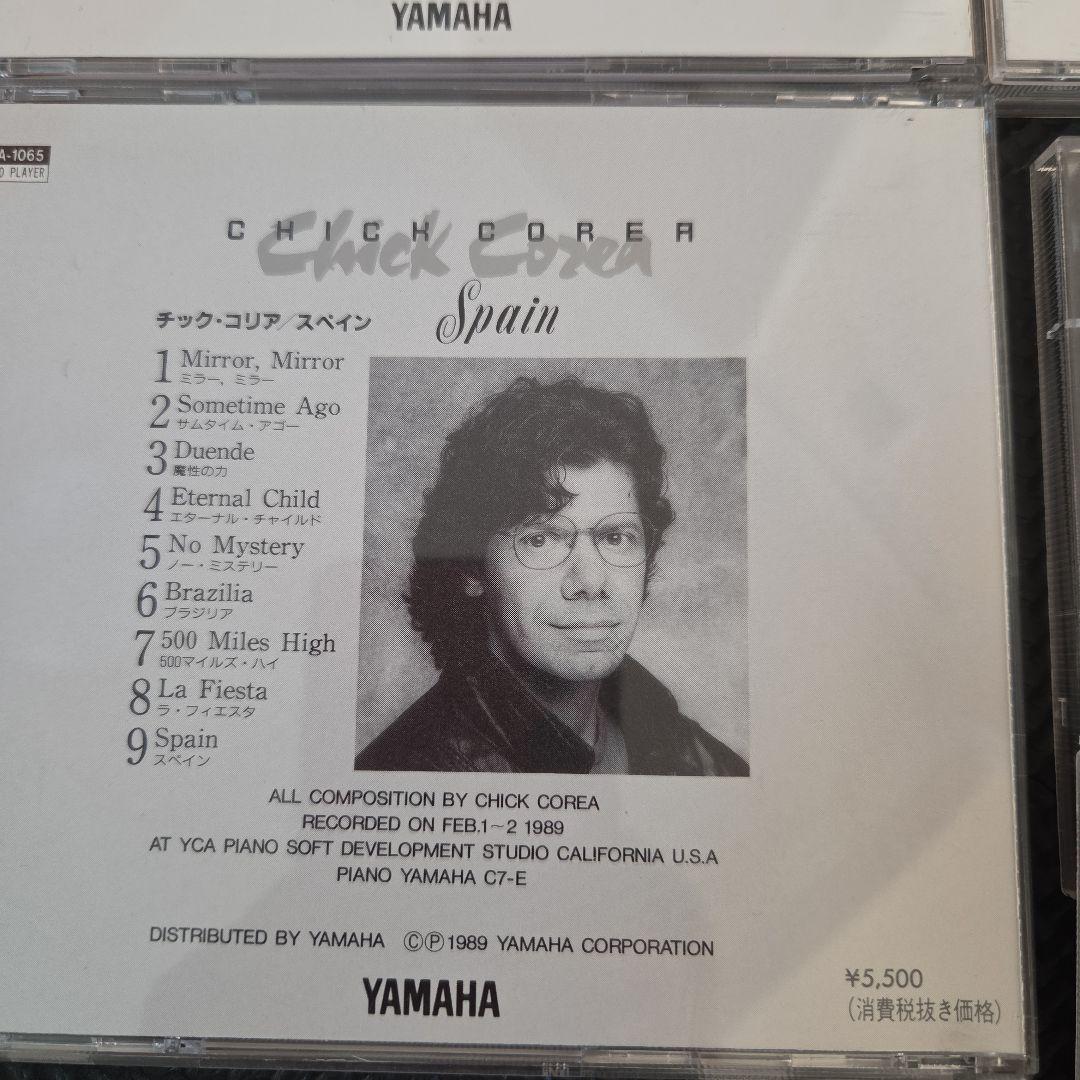 YAMAHA
A-1065
PLAYER
CHICK COREA
Chick Corea
Spain
チック・コリア/スペイン
1 Mirror, Mirror
ミラー, ミラー
2 Sometime Ago
サムタイム・アゴー
3 Duende
魔性の力
4 Eternal Child
エターナル・チャイルド
5 No Mystery
ノー・ミステリー
6 Brazilia
ブラジリア
7 500 Miles High
500マイルズ・ハイ
8 La Fiesta
ラ・フィエスタ
9 Spain
スペイン
ALL COMPOSITION BY CHICK COREA
RECORDED ON FEB.1~2 1989
AT YCA PIANO SOFT DEVELOPMENT STUDIO CALIFORNIA U.S.A
PIANO YAMAHA C7-E
DISTRIBUTED BY YAMAHA ⒸⓅ1989 YAMAHA CORPORATION
YAMAHA
¥5,500
(消費税抜き価格)